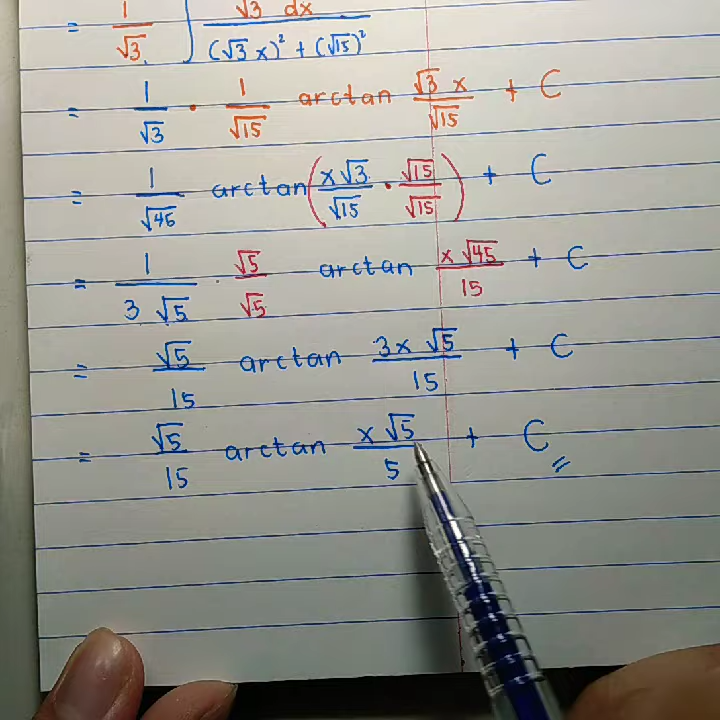 = 1/√3 ∫ √3 dx / (√3 x)² + (√15)²
= 1/√3 · 1/√15 arctan √3 x/√15 + C
= 1/√45 arctan (x√3/√15 · √15/√15) + C
= 1/3√5 · √5/√5 arctan x√45/15 + C
= √5/15 arctan 3x√5/15 + C
= √5/15 arctan x√5/5 + C